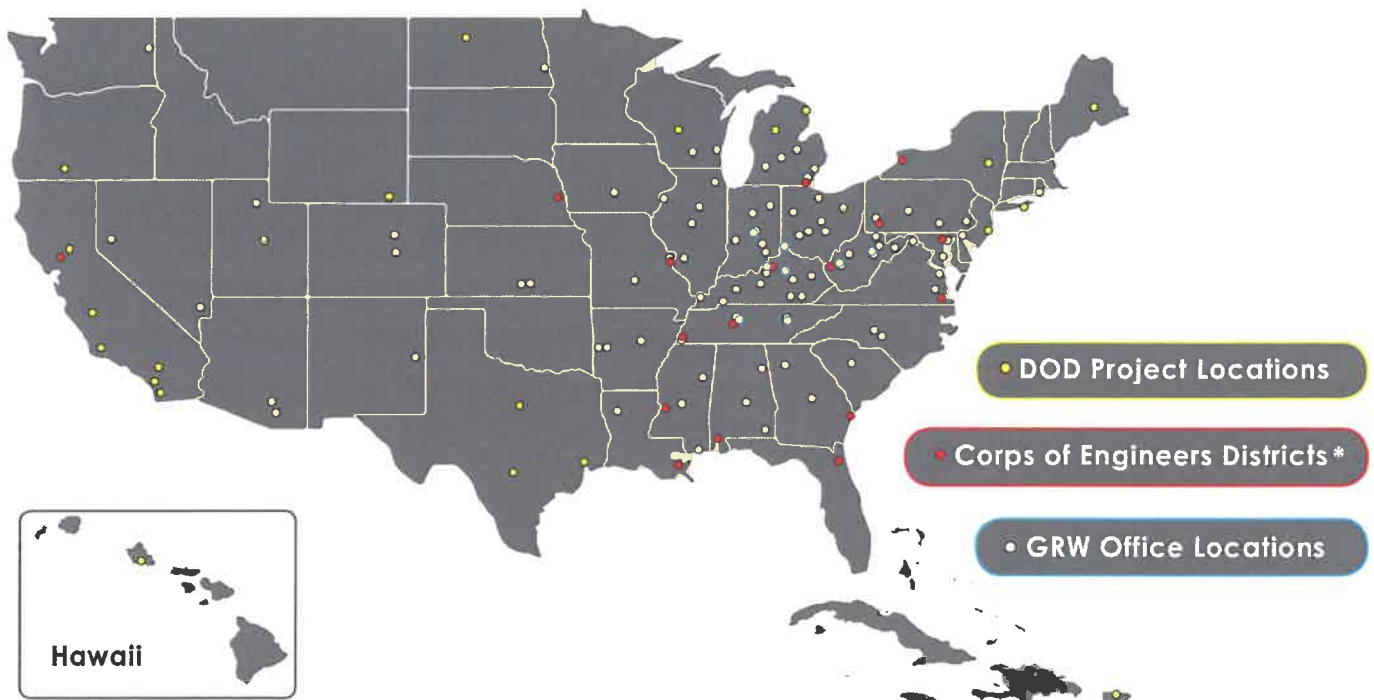 DOD Project Locations
Corps of Engineers Districts*
GRW Office Locations
Hawaii